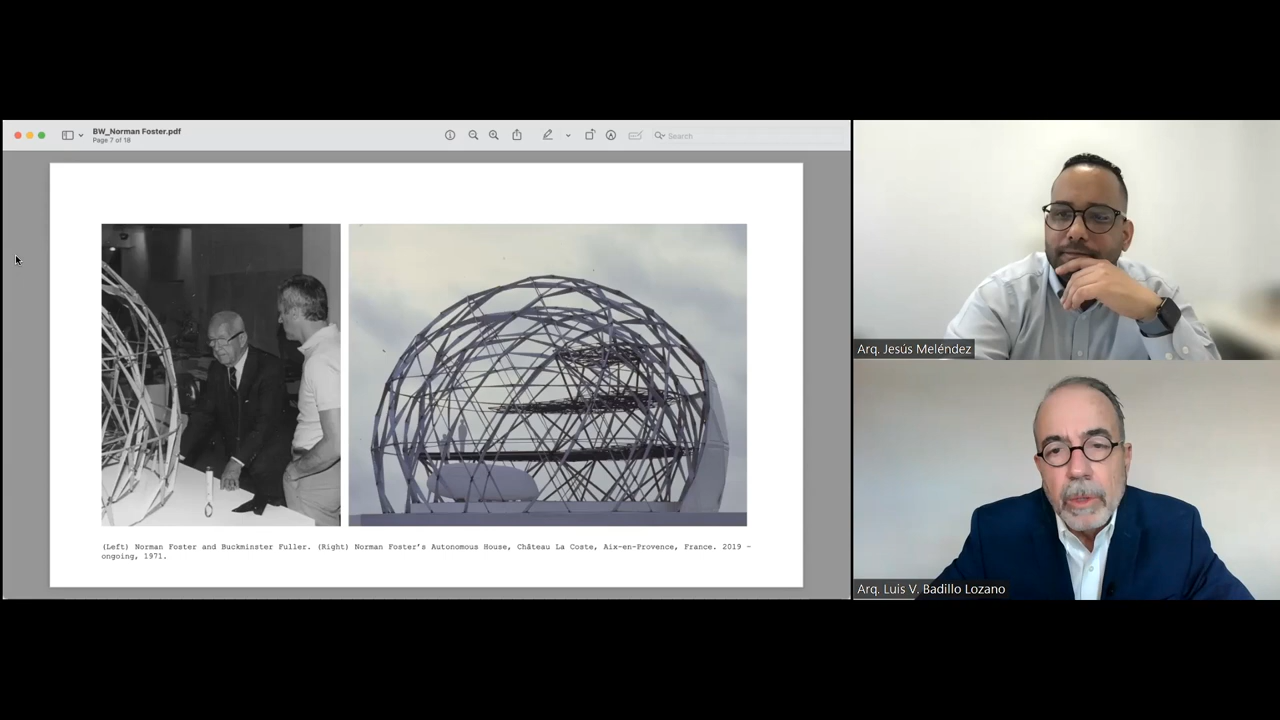 BW_Norman Foster.pdf
Page 7 of 18
Search
(Left) Norman Foster and Buckminster Fuller. (Right) Norman Foster's Autonomous House, Château La Coste, Aix-en-Provence, France. 2019 –
ongoing, 1971.
Arq. Jesús Meléndez
Arq. Luis V. Badillo Lozano